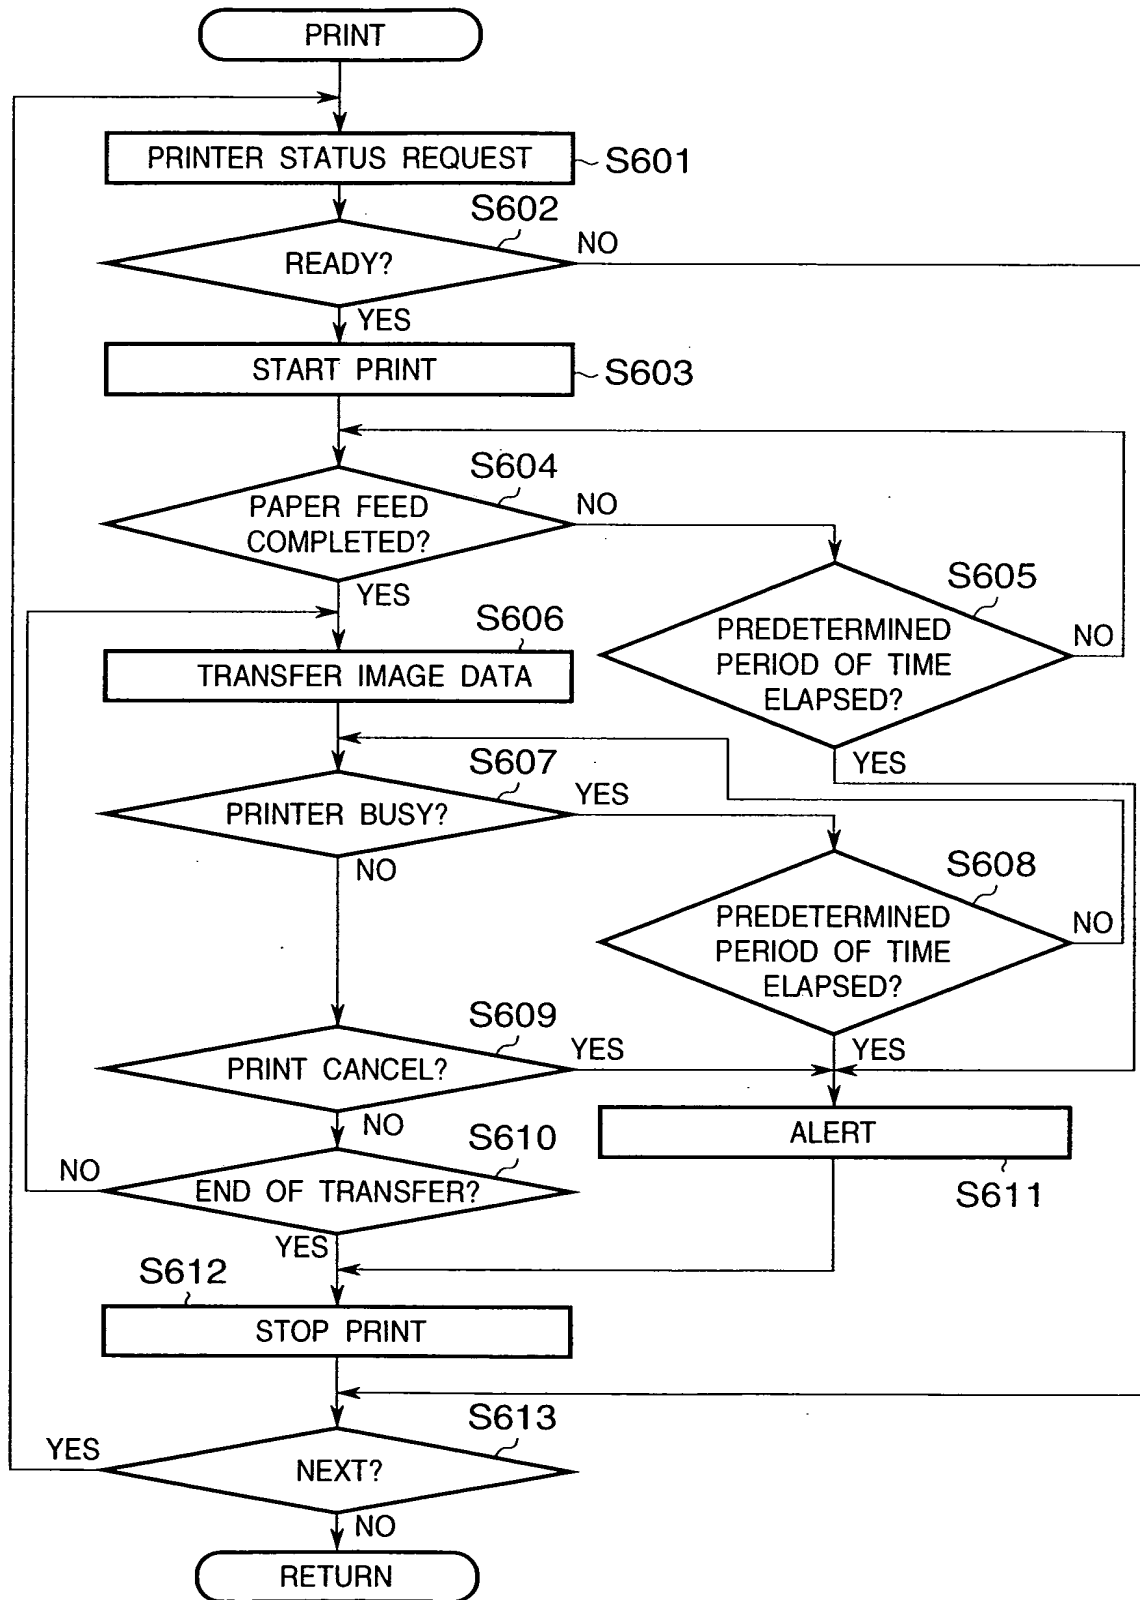 PRINT
PRINTER STATUS REQUEST
S601
S602
READY?
NO
YES
START PRINT
S603
S604
PAPER FEED
COMPLETED?
NO
YES
S605
PREDETERMINED
PERIOD OF TIME
ELAPSED?
NO
YES
S606
TRANSFER IMAGE DATA
S607
PRINTER BUSY?
YES
NO
S608
PREDETERMINED
PERIOD OF TIME
ELAPSED?
NO
YES
S609
PRINT CANCEL?
YES
NO
ALERT
S611
S610
END OF TRANSFER?
NO
YES
S612
STOP PRINT
S613
NEXT?
YES
NO
RETURN